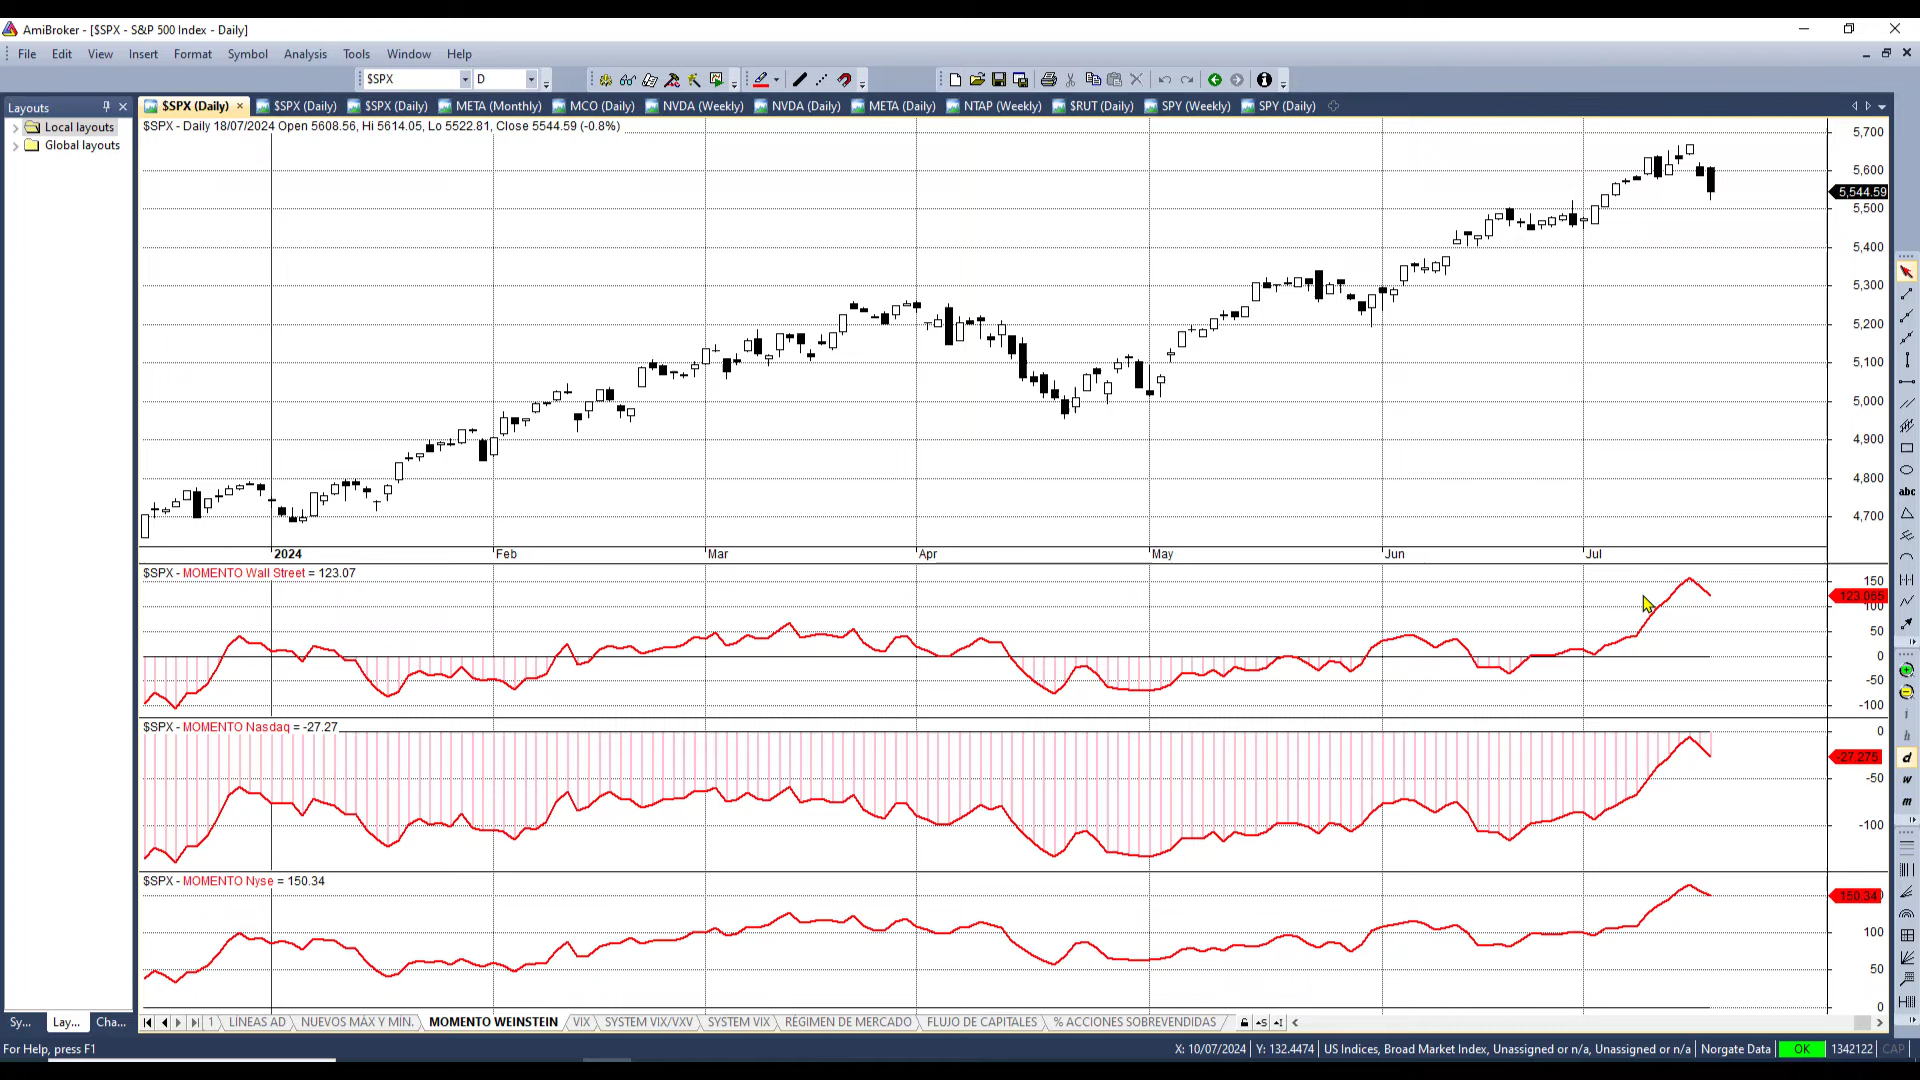 AmiBroker - [$SPX - S&P 500 Index - Daily]
File Edit View Insert Format Analysis Tools Window Help
$SPX D
Layouts
$SPX (Daily) $SPX (Daily) $SPX (Daily) META (Monthly) MCO (Daily) NVDA (Weekly) NVDA (Daily) META (Daily) NTAP (Weekly) $RUT (Daily) SPY (Weekly) SPY (Daily)
Local layouts
Global layouts
$SPX - Daily 18/07/2024 Open 5608.56, Hi 5614.05, Lo 5522.81, Close 5544.59 (-0.8%)
5,700
5,600
5,544.59
5,500
5,400
5,300
5,200
5,100
5,000
4,900
4,800
4,700
2024 Feb Mar Apr May Jun Jul
$SPX - MOMENTO Wall Street = 123.07
150
123.065
100
50
0
-50
-100
$SPX - MOMENTO Nasdaq = -27.27
0
-27.275
-50
-100
$SPX - MOMENTO Nyse = 150.34
150.34
100
50
0
abc
i
h
d
w
m
Sy... Lay... Cha...
1 LINEAS AD NUEVOS MAX Y MIN. MOMENTO WEINSTEIN VIX SYSTEM VIX/VXV SYSTEM VIX RÉGIMEN DE MERCADO FLUJO DE CAPITALES % ACCIONES SOBREVENDIDAS
For Help, press F1
X: 10/07/2024 Y: 132.4474 US Indices, Broad Market Index, Unassigned or n/a, Unassigned or n/a Norgate Data OK 1342122 CAP